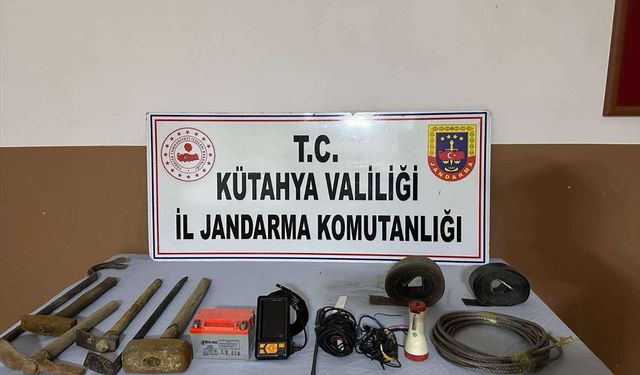 T.C.
KÜTAHYA VALİLİĞİ
İL JANDARMA KOMUTANLIĞI
JANDARMA